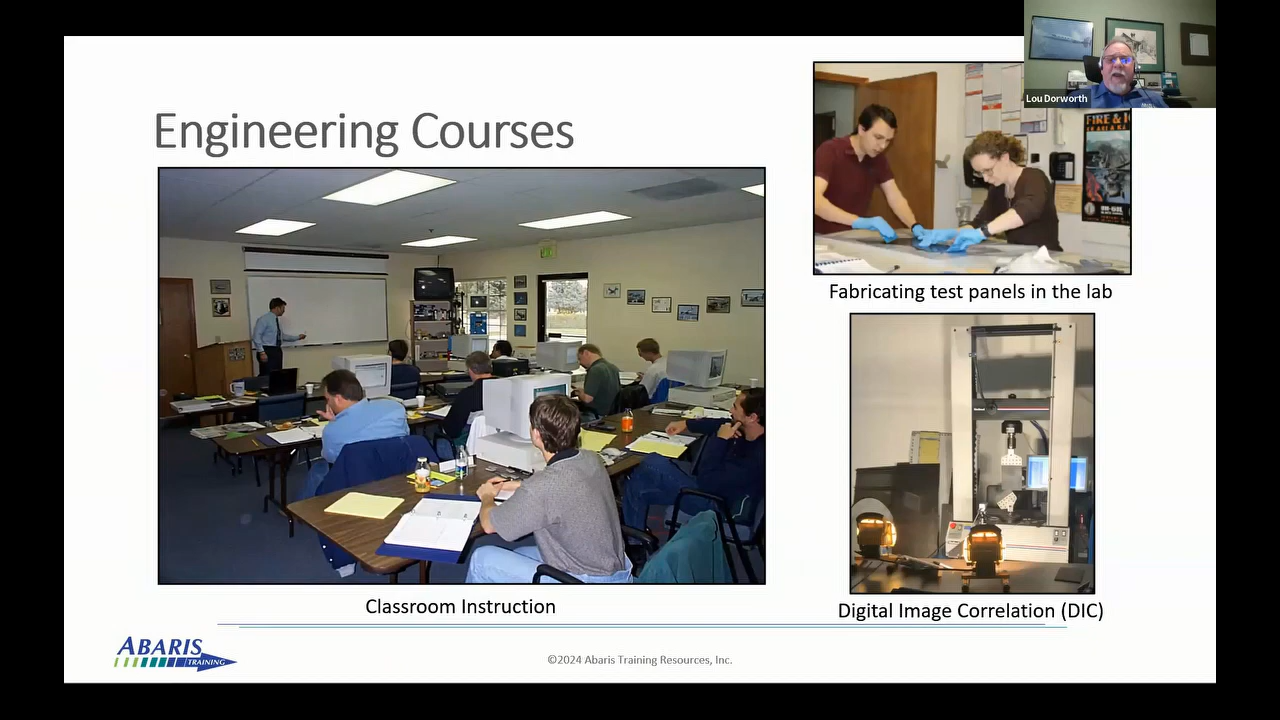 Lou Dorworth
Engineering Courses
FIRE & I
Fabricating test panels in the lab
Classroom Instruction
Digital Image Correlation (DIC)
ABARIS
TRAINING
©2024 Abaris Training Resources, Inc.